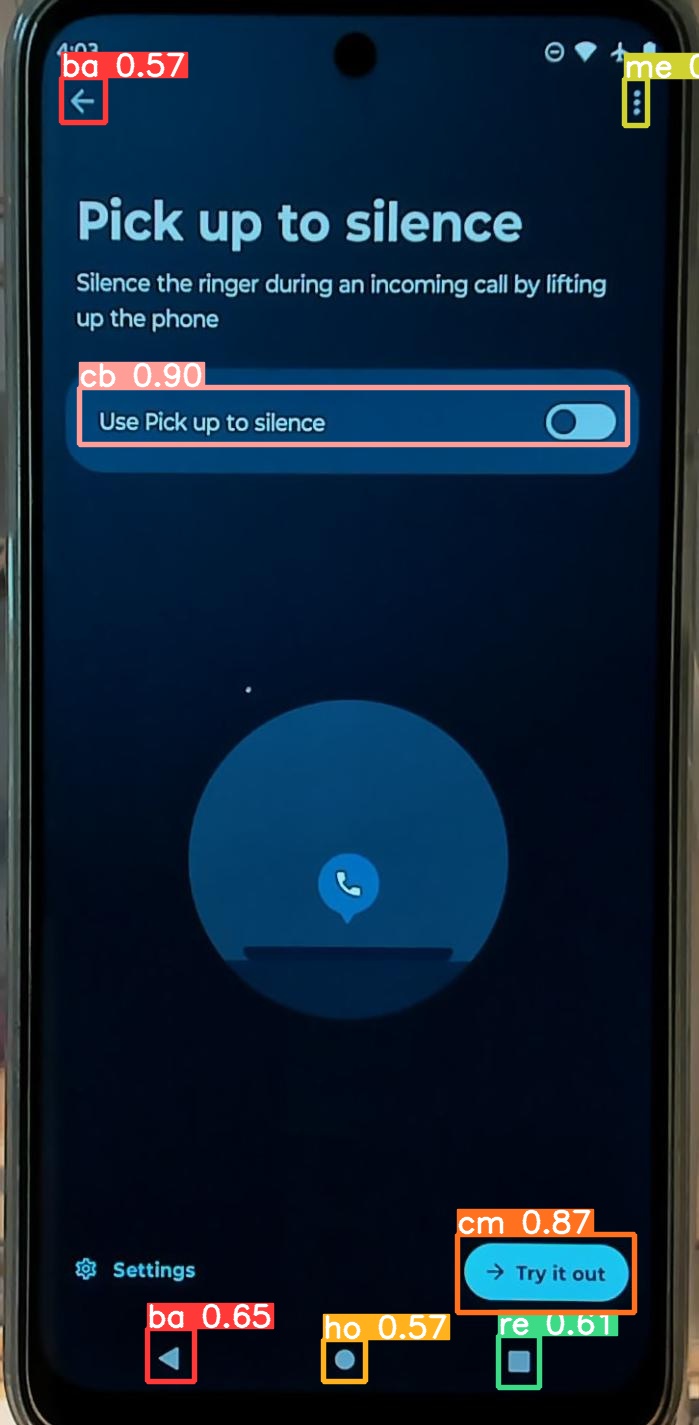 4:03
ba 0.57
me 0
Pick up to silence
Silence the ringer during an incoming call by lifting
up the phone
cb 0.90
Use Pick up to silence
cm 0.87
Settings
Try it out
ba 0.65
ho 0.57
re 0.61